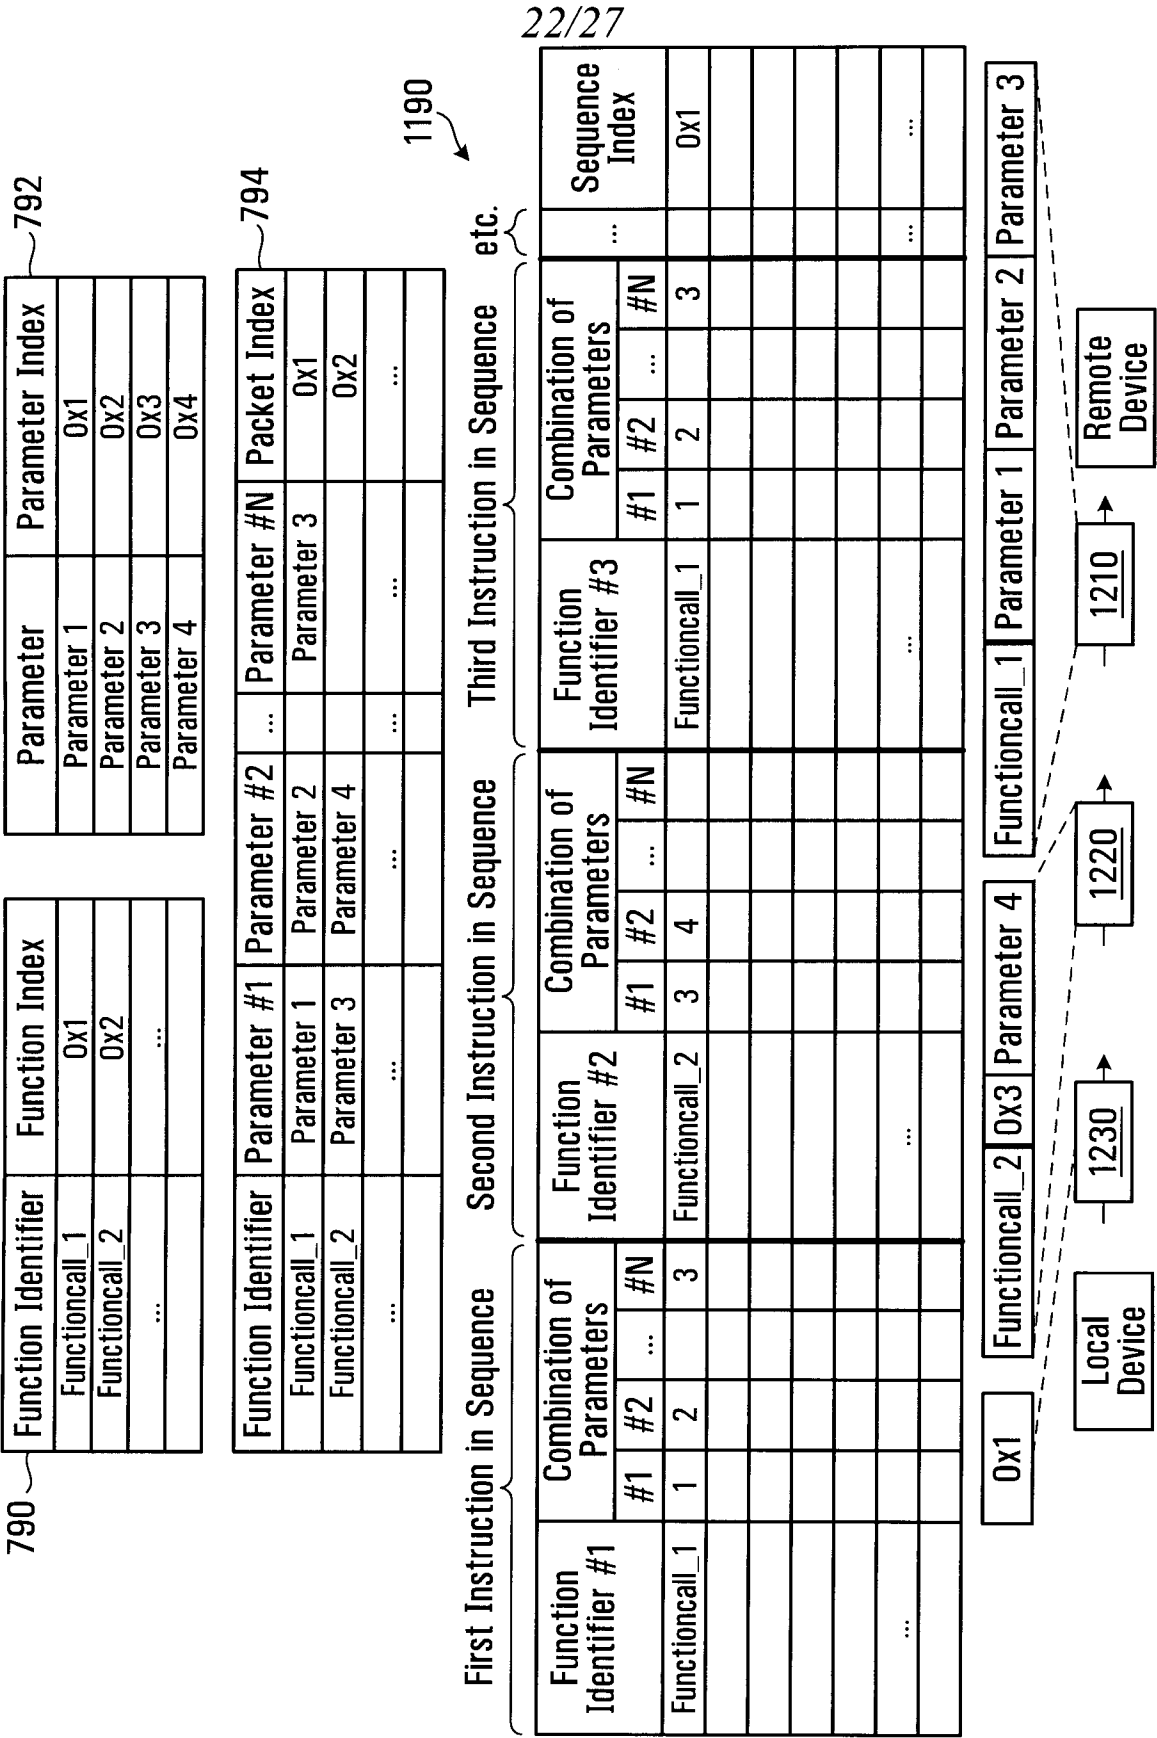 22/27
790
Function Identifier Function Index
Functioncall_1 0x1
Functioncall_2 0x2
... ...
792
Parameter Parameter Index
Parameter 1 0x1
Parameter 2 0x2
Parameter 3 0x3
Parameter 4 0x4
794
Function Identifier Parameter #1 Parameter #2 ... Parameter #N Packet Index
Functioncall_1 Parameter 1 Parameter 2 Parameter 3 0x1
Functioncall_2 Parameter 3 Parameter 4 0x2
... ... ... ... ... ...
1190
First Instruction in Sequence Second Instruction in Sequence Third Instruction in Sequence etc.
Function Identifier #1 Combination of Parameters Function Identifier #2 Combination of Parameters Function Identifier #3 Combination of Parameters ... Sequence Index
#1 #2 ... #N #1 #2 ... #N #1 #2 ... #N
Functioncall_1 1 2 3 Functioncall_2 3 4 Functioncall_1 1 2 3 0x1
... ... ... ... ...
0x1
Functioncall_2 0x3 Parameter 4
Functioncall_1 Parameter 1 Parameter 2 Parameter 3
Local Device
1230
1220
1210
Remote Device